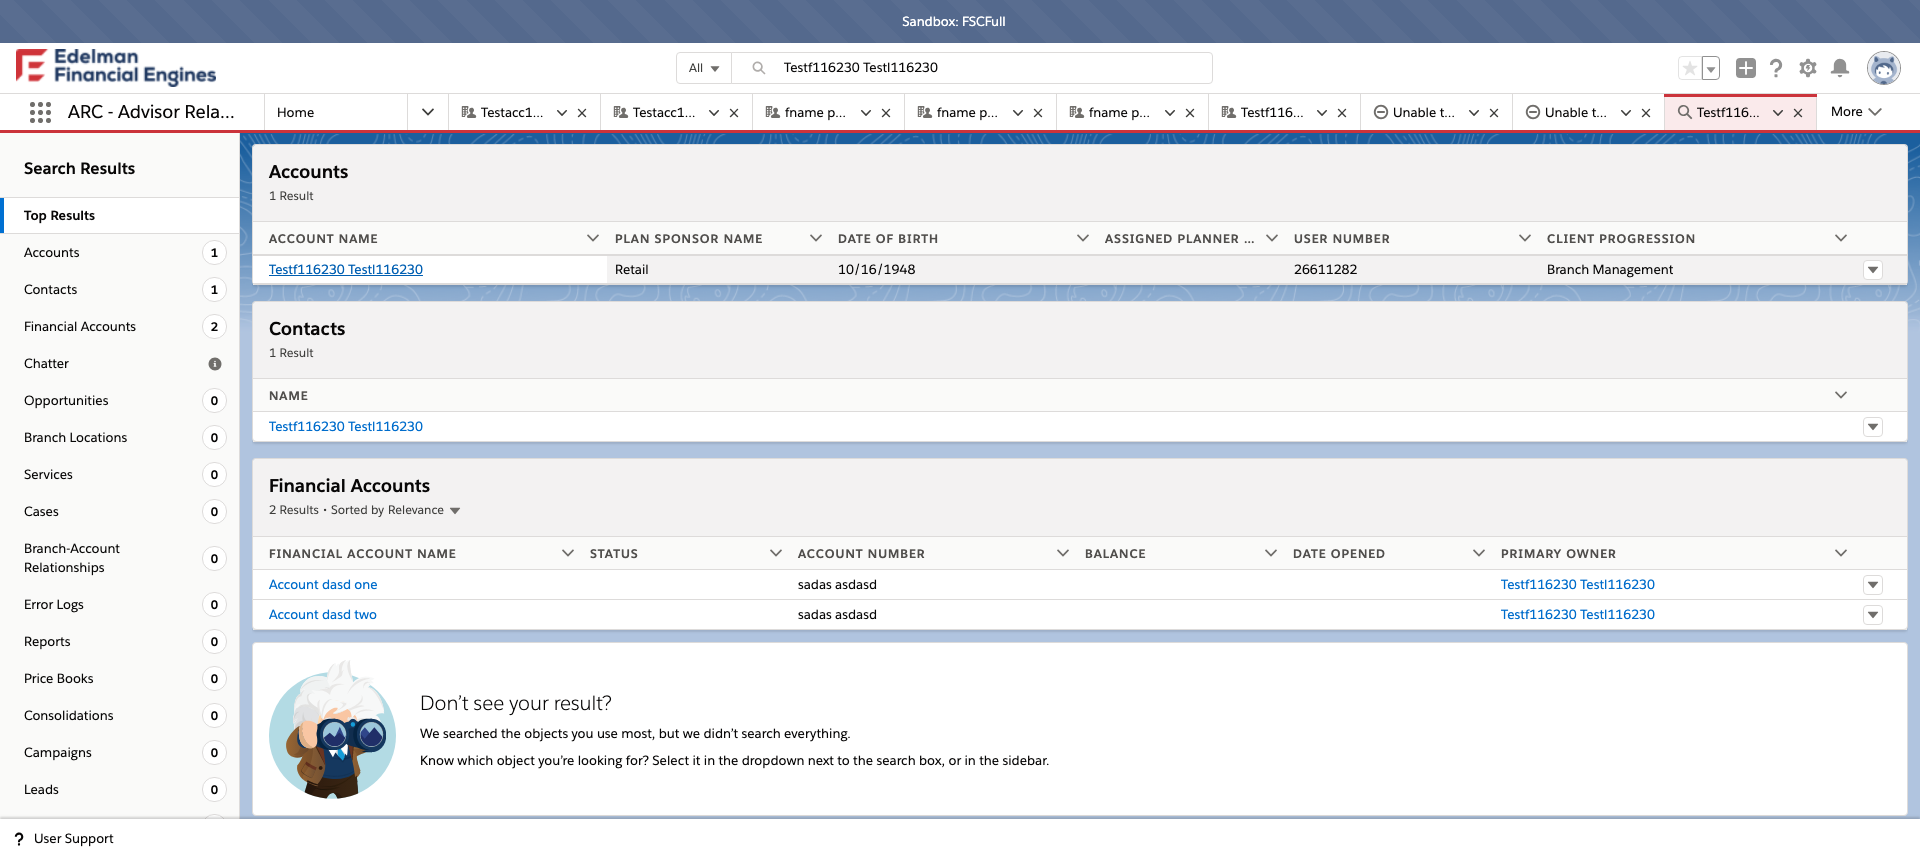 Sandbox: FSCFull
Edelman
Financial Engines
All
Testf116230 Testl116230
ARC - Advisor Rela...
Home
Testacc1...
Testacc1...
fname p...
fname p...
fname p...
Testf116...
Unable t...
Unable t...
Testf116...
More
Search Results
Top Results
Accounts 1
Contacts 1
Financial Accounts 2
Chatter
Opportunities 0
Branch Locations 0
Services 0
Cases 0
Branch-Account
Relationships 0
Error Logs 0
Reports 0
Price Books 0
Consolidations 0
Campaigns 0
Leads 0
Accounts
1 Result
ACCOUNT NAME PLAN SPONSOR NAME DATE OF BIRTH ASSIGNED PLANNER ... USER NUMBER CLIENT PROGRESSION
Testf116230 Testl116230 Retail 10/16/1948 26611282 Branch Management
Contacts
1 Result
NAME
Testf116230 Testl116230
Financial Accounts
2 Results • Sorted by Relevance
FINANCIAL ACCOUNT NAME STATUS ACCOUNT NUMBER BALANCE DATE OPENED PRIMARY OWNER
Account dasd one sadas asdasd Testf116230 Testl116230
Account dasd two sadas asdasd Testf116230 Testl116230
Don't see your result?
We searched the objects you use most, but we didn't search everything.
Know which object you're looking for? Select it in the dropdown next to the search box, or in the sidebar.
? User Support